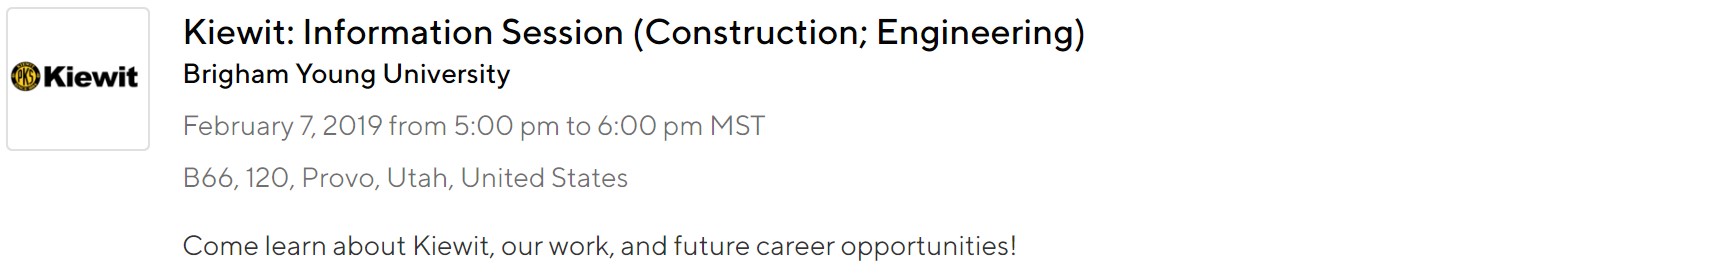 Kiewit: Information Session (Construction; Engineering)
Brigham Young University
PKS Kiewit
February 7, 2019 from 5:00 pm to 6:00 pm MST
B66, 120, Provo, Utah, United States
Come learn about Kiewit, our work, and future career opportunities!